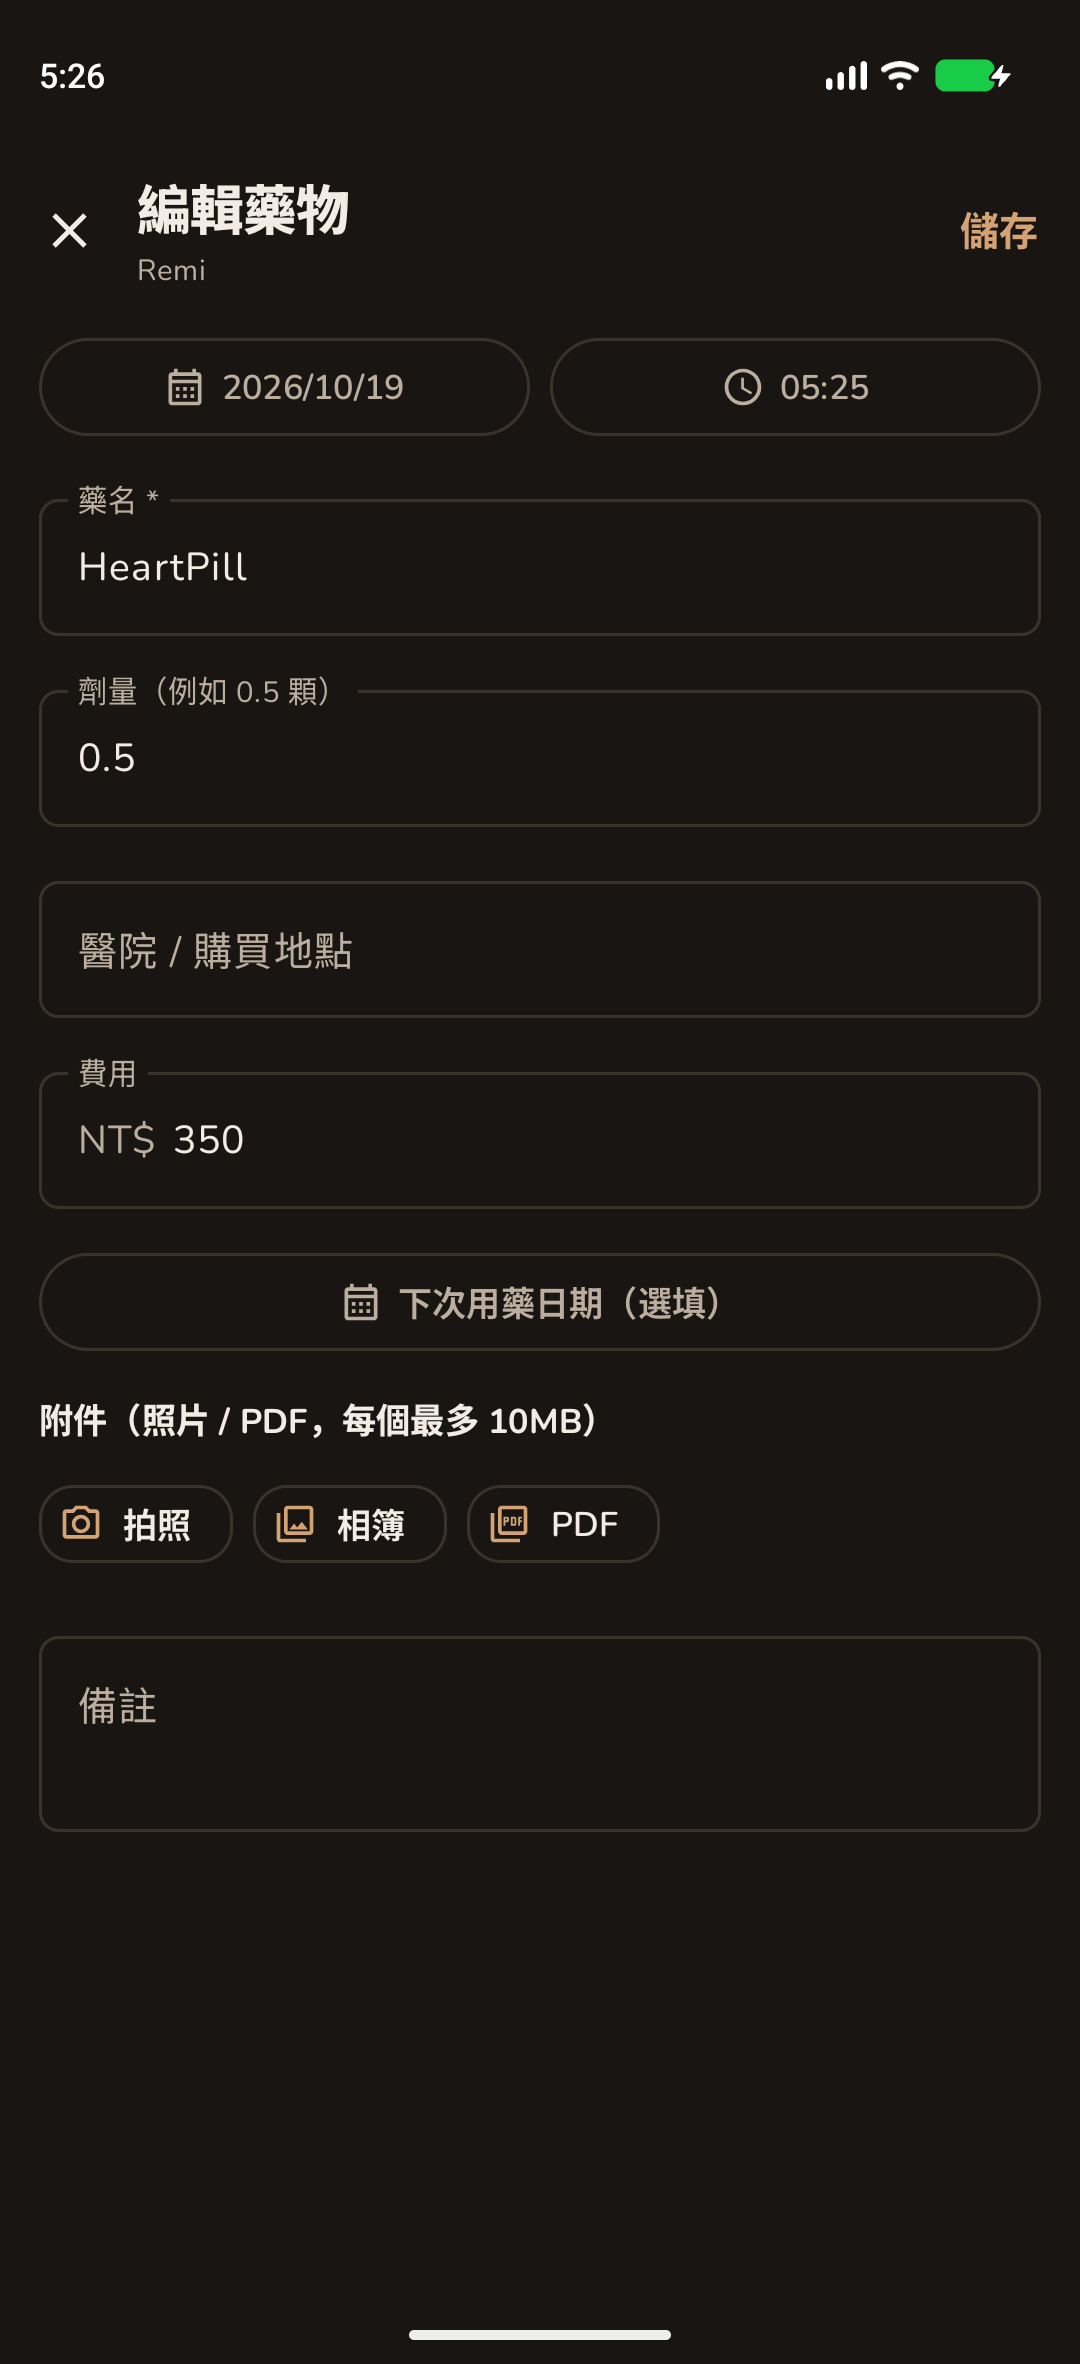 5:26
編輯藥物
Remi
儲存
2026/10/19
05:25
藥名 *
HeartPill
劑量（例如 0.5 顆）
0.5
醫院 / 購買地點
費用
NT$ 350
下次用藥日期（選填）
附件（照片 / PDF，每個最多 10MB）
拍照
相簿
PDF
PDF
備註